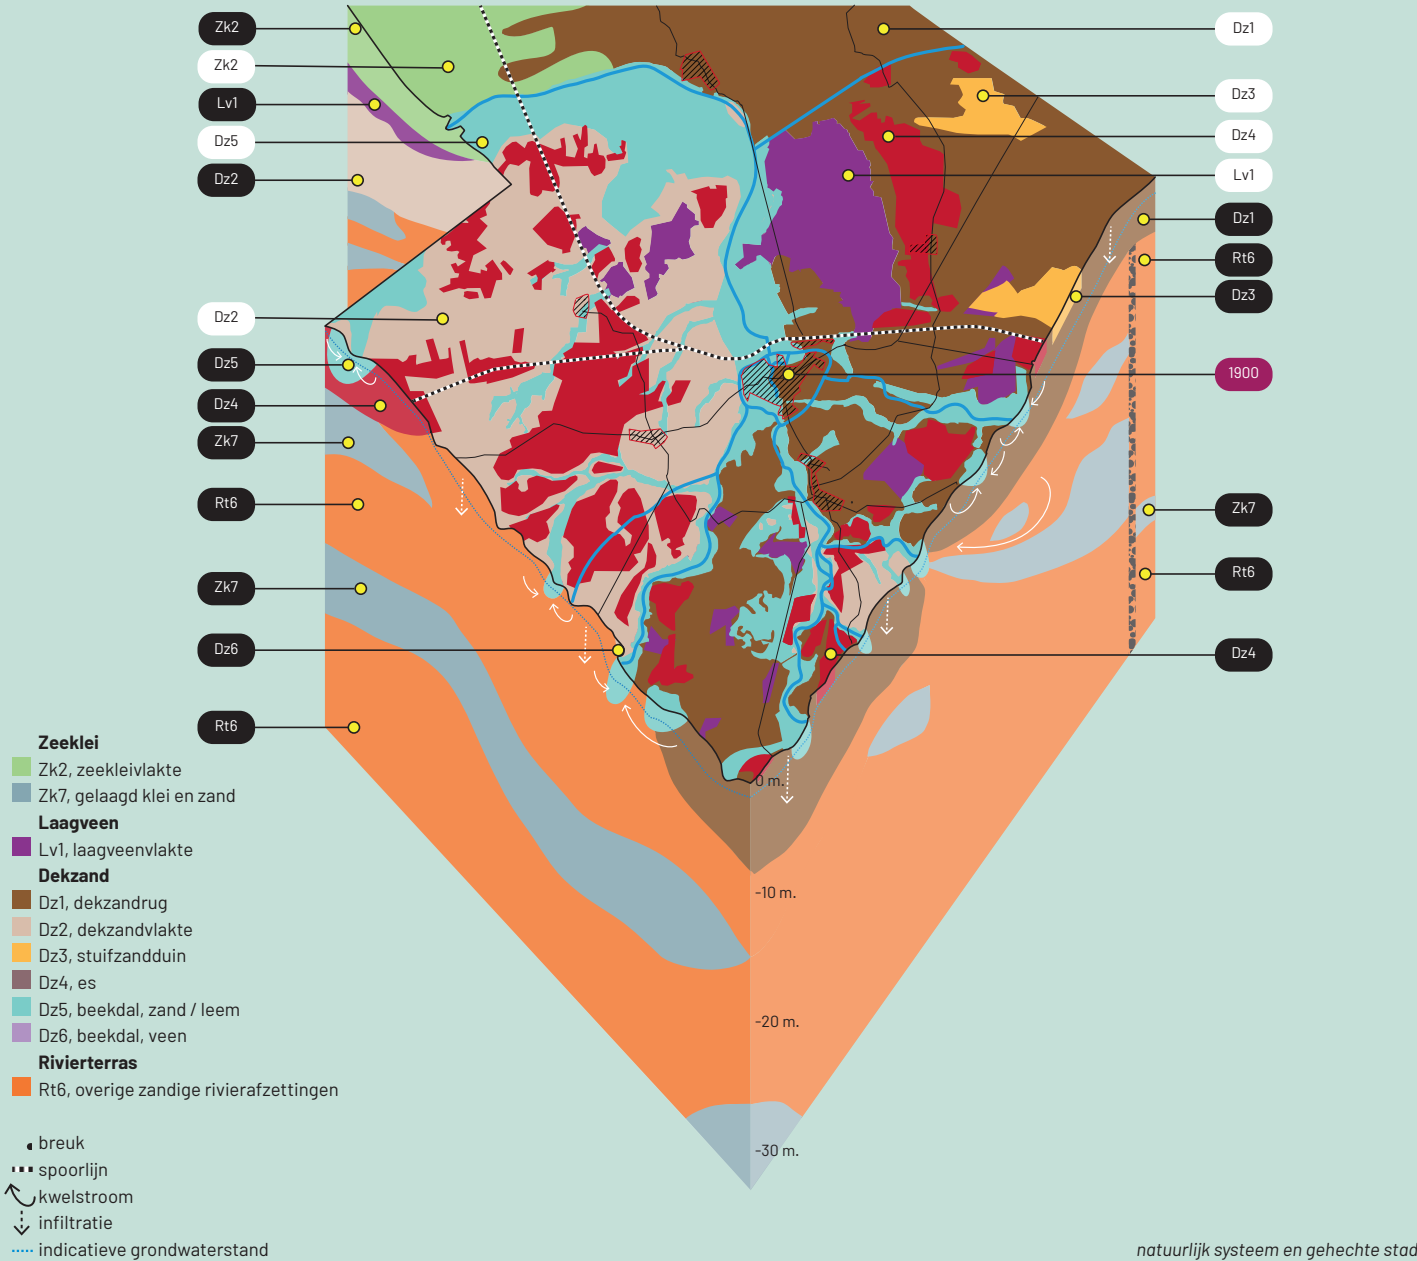 Zk2
Zk2
Lv1
Dz5
Dz2
Dz2
Dz5
Dz4
Zk7
Rt6
Zk7
Dz6
Rt6
Dz1
Dz3
Dz4
Lv1
Dz1
Rt6
Dz3
1900
Zk7
Rt6
Dz4
0 m.
-10 m.
-20 m.
-30 m.
Zeeklei
Zk2, zeekleivlakte
Zk7, gelaagd klei en zand
Laagveen
Lv1, laagveenvlakte
Dekzand
Dz1, dekzandrug
Dz2, dekzandvlakte
Dz3, stuifzandduin
Dz4, es
Dz5, beekdal, zand / leem
Dz6, beekdal, veen
Rivierterras
Rt6, overige zandige rivierafzettingen
breuk
spoorlijn
kwelstroom
infiltratie
indicatieve grondwaterstand
natuurlijk systeem en gehechte stad